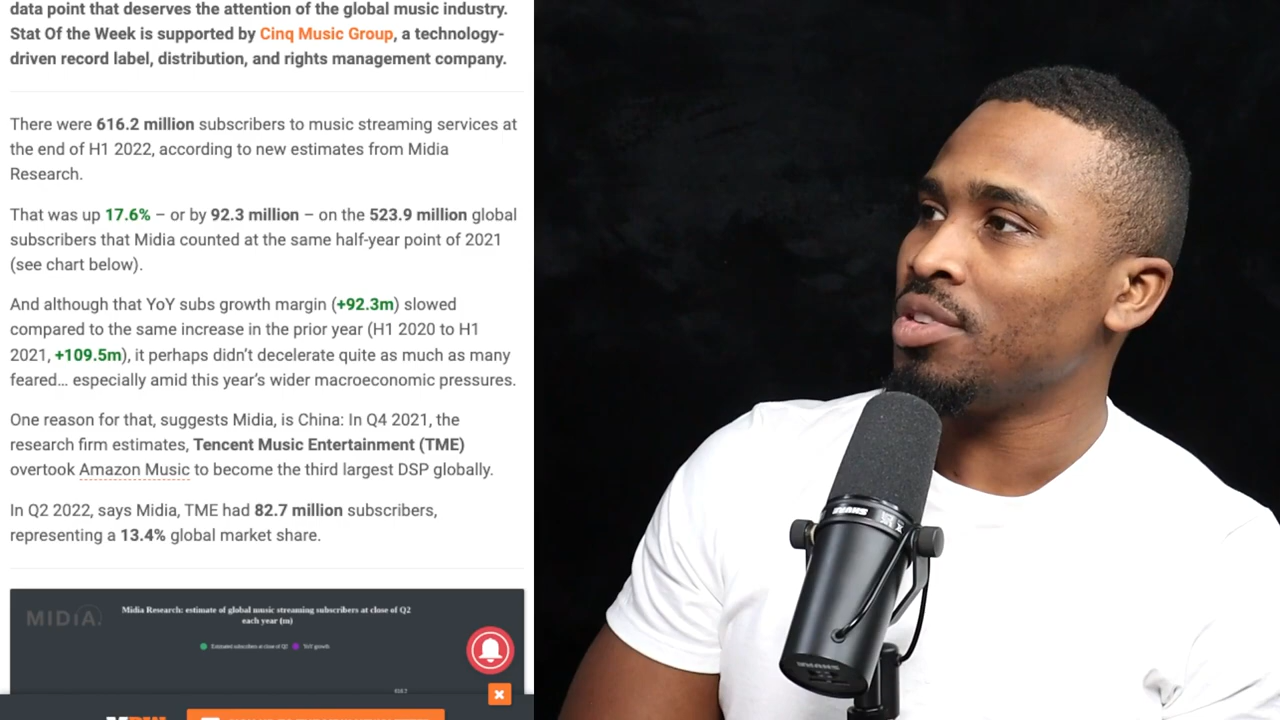 data point that deserves the attention of the global music industry.
Stat Of the Week is supported by Cinq Music Group, a technology-
driven record label, distribution, and rights management company.
There were 616.2 million subscribers to music streaming services at
the end of H1 2022, according to new estimates from Midia
Research.
That was up 17.6% – or by 92.3 million – on the 523.9 million global
subscribers that Midia counted at the same half-year point of 2021
(see chart below).
And although that YoY subs growth margin (+92.3m) slowed
compared to the same increase in the prior year (H1 2020 to H1
2021, +109.5m), it perhaps didn’t decelerate quite as much as many
feared… especially amid this year’s wider macroeconomic pressures.
One reason for that, suggests Midia, is China: In Q4 2021, the
research firm estimates, Tencent Music Entertainment (TME)
overtook Amazon Music to become the third largest DSP globally.
In Q2 2022, says Midia, TME had 82.7 million subscribers,
representing a 13.4% global market share.
MIDiA.
Midia Research: estimate of global music streaming subscribers at close of Q2
each year (m)
Estimated subscribers at close of Q2 YoY growth